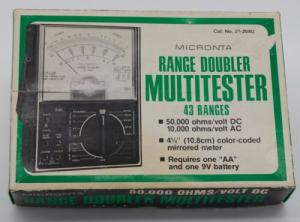 Cat. No. 22-204U
MICRONTA
RANGE DOUBLER
MULTITESTER
43 RANGES
• 50,000 ohms/volt DC
10,000 ohms/volt AC
• 4¼" (10.8cm) color-coded
mirrored meter
• Requires one "AA"
and one 9V battery
50,000 OHMS/VOLT DC
RANGE DOUBLER MULTITESTER